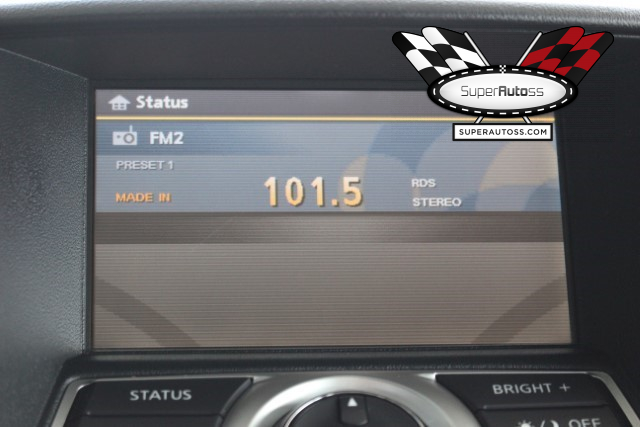 SuperAutoss
SUPERAUTOSS.COM
Status
FM2
PRESET 1
MADE IN
101.5
RDS
STEREO
STATUS
BRIGHT +
OFF